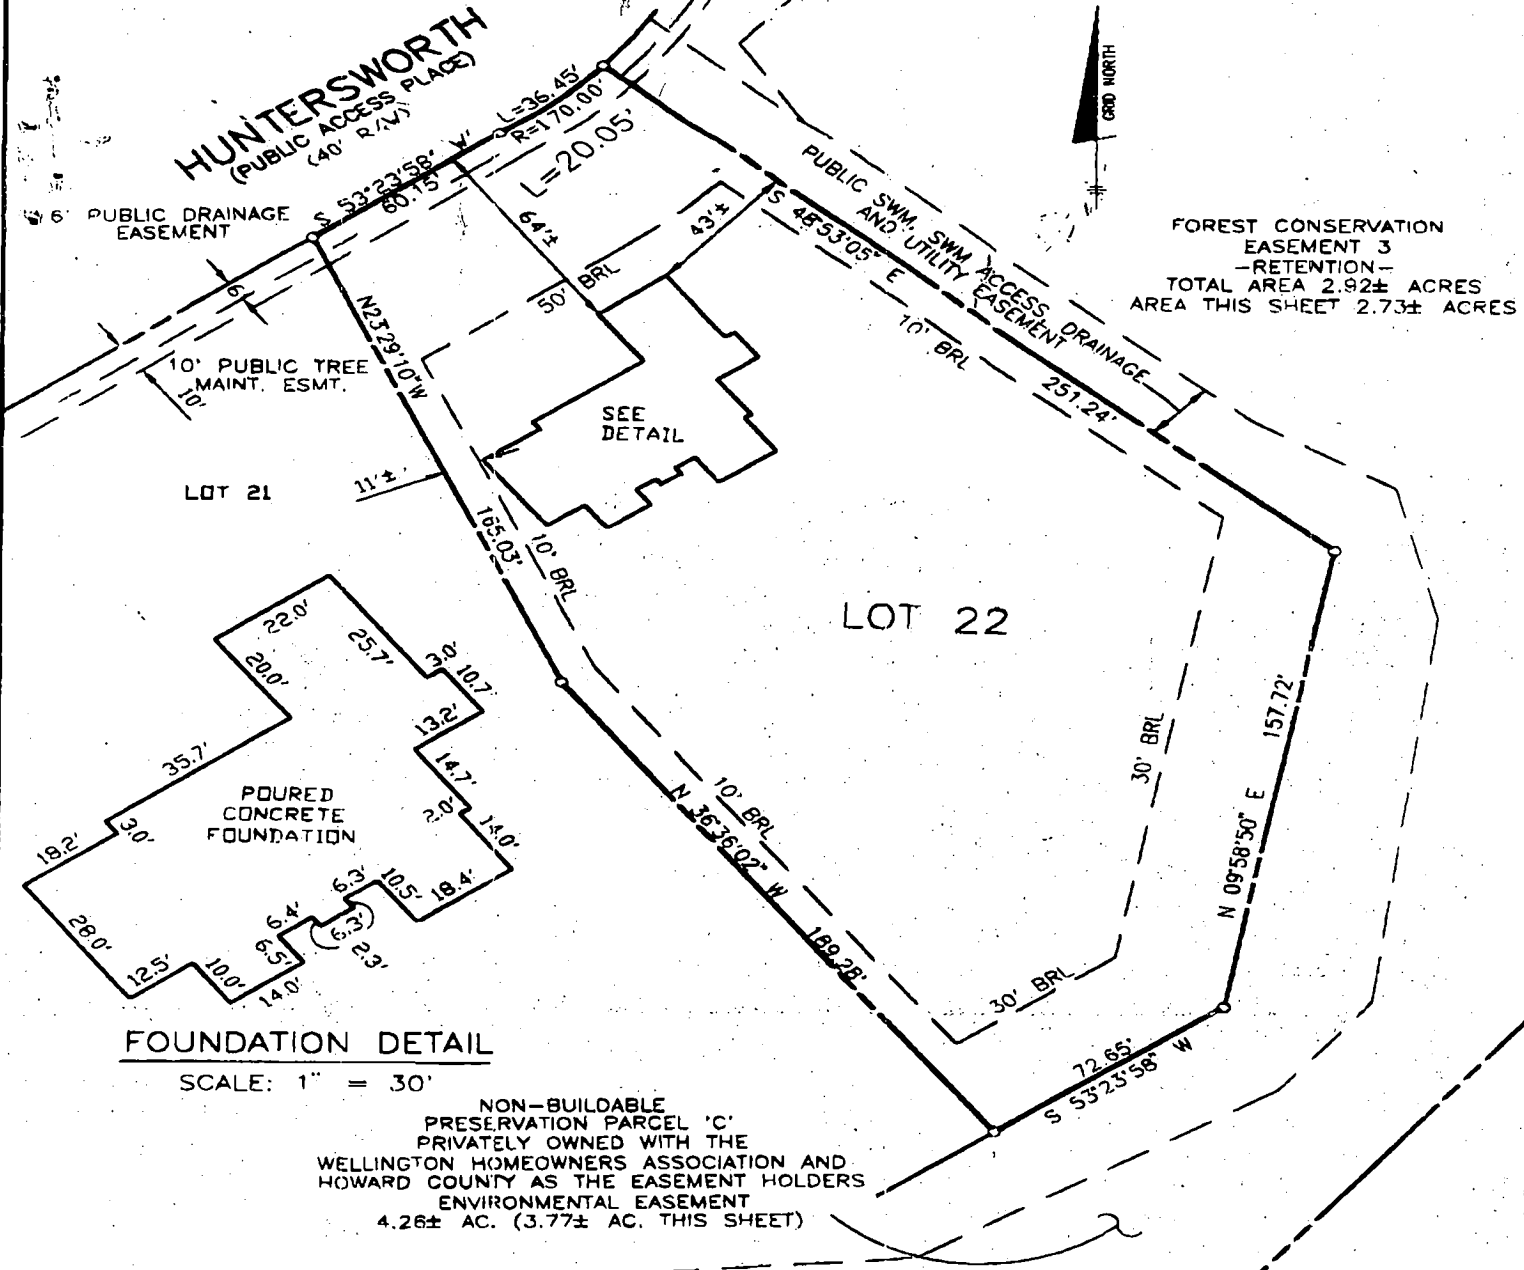 HUNTERSWORTH
(PUBLIC ACCESS PLACE)
(40' R/W)
L=36.45'
R=170.00'
L=20.05'
S 53°23'58" W
60.15'
GRID NORTH
6' PUBLIC DRAINAGE
EASEMENT
6'
10' PUBLIC TREE
MAINT. ESMT.
10'
64'±
43'±
50' BRL
N23°29'10"W
165.03'
S 48°53'05" E
251.24'
PUBLIC SWM, SWM ACCESS, DRAINAGE
AND UTILITY EASEMENT
10' BRL
FOREST CONSERVATION
EASEMENT 3
-RETENTION-
TOTAL AREA 2.92± ACRES
AREA THIS SHEET 2.73± ACRES
SEE
DETAIL
LOT 21
11'±
10' BRL
LOT 22
30' BRL
157.72'
N 09°58'50" E
10' BRL
N 36°36'02" W
189.28'
30' BRL
72.65'
S 53°23'58" W
22.0'
25.7'
20.0'
3.0'
10.7'
13.2'
35.7'
14.7'
2.0'
14.0'
POURED
CONCRETE
FOUNDATION
3.0'
18.2'
6.3'
10.5'
18.4'
6.4'
6.3'
2.3'
6.5'
28.0'
12.5'
10.0'
14.0'
FOUNDATION DETAIL
SCALE: 1" = 30'
NON-BUILDABLE
PRESERVATION PARCEL 'C'
PRIVATELY OWNED WITH THE
WELLINGTON HOMEOWNERS ASSOCIATION AND
HOWARD COUNTY AS THE EASEMENT HOLDERS
ENVIRONMENTAL EASEMENT
4.26± AC. (3.77± AC. THIS SHEET)